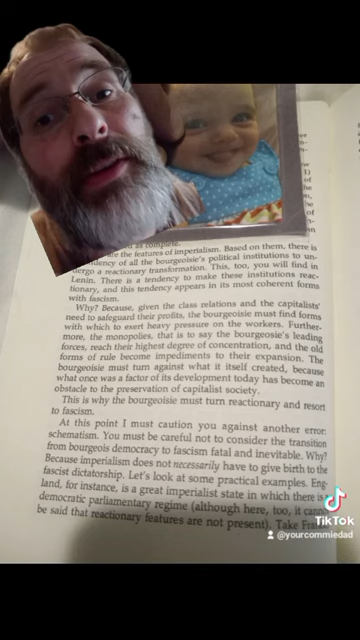 as complete.
are the features of imperialism. Based on them, there is
tendency of all the bourgeoisie's political institutions to un-
dergo a reactionary transformation. This, too, you will find in
Lenin. There is a tendency to make these institutions reac-
tionary, and this tendency appears in its most coherent forms
with fascism.
Why? Because, given the class relations and the capitalists'
need to safeguard their profits, the bourgeoisie must find forms
with which to exert heavy pressure on the workers. Further-
more, the monopolies, that is to say the bourgeoisie's leading
forces, reach their highest degree of concentration, and the old
forms of rule become impediments to their expansion. The
bourgeoisie must turn against what it itself created, because
what once was a factor of its development today has become an
obstacle to the preservation of capitalist society.
This is why the bourgeoisie must turn reactionary and resort
to fascism.
At this point I must caution you against another error:
schematism. You must be careful not to consider the transition
from bourgeois democracy to fascism fatal and inevitable. Why?
Because imperialism does not necessarily have to give birth to the
fascist dictatorship. Let's look at some practical examples. Eng-
land, for instance, is a great imperialist state in which there is
democratic parliamentary regime (although here, too, it
be said that reactionary features are not present). Take
TikTok
@yourcommiedad